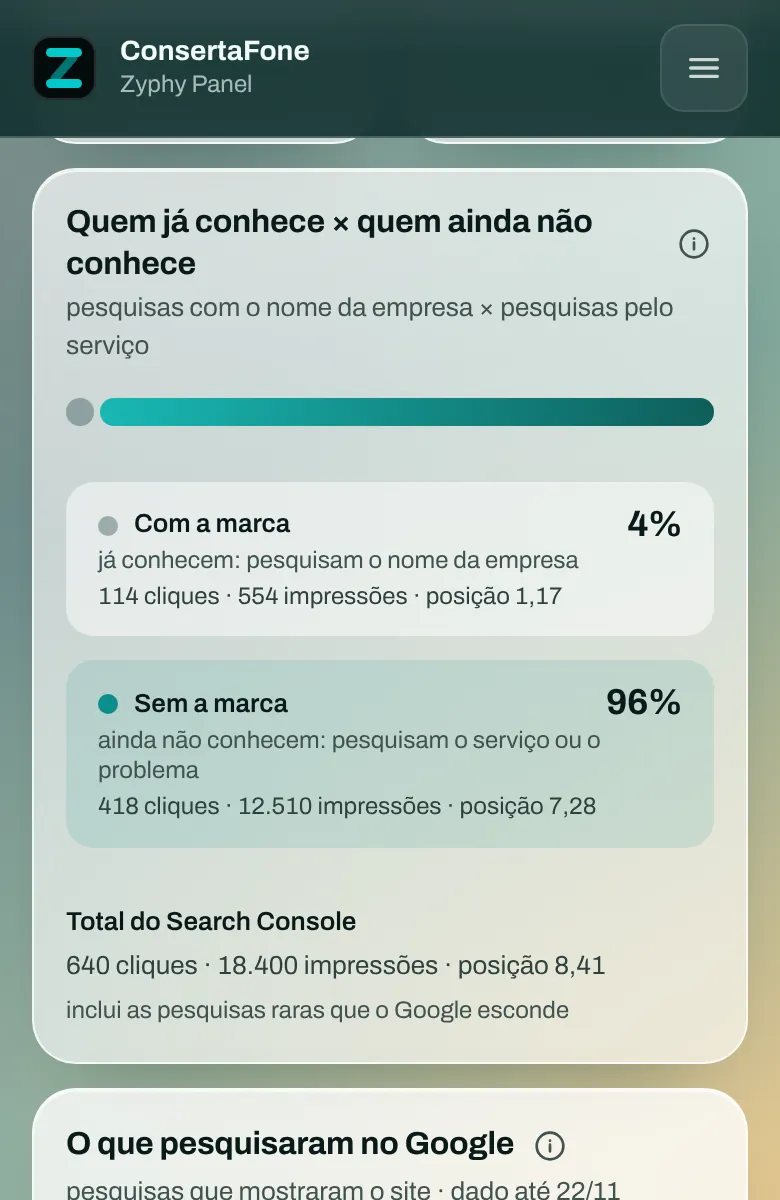 ConsertaFone
Zyphy Panel
Quem já conhece × quem ainda não
conhece
pesquisas com o nome da empresa × pesquisas pelo
serviço
Com a marca
4%
já conhecem: pesquisam o nome da empresa
114 cliques · 554 impressões · posição 1,17
Sem a marca
96%
ainda não conhecem: pesquisam o serviço ou o
problema
418 cliques · 12.510 impressões · posição 7,28
Total do Search Console
640 cliques · 18.400 impressões · posição 8,41
inclui as pesquisas raras que o Google esconde
O que pesquisaram no Google
pesquisas que mostraram o site · dado até 22/11